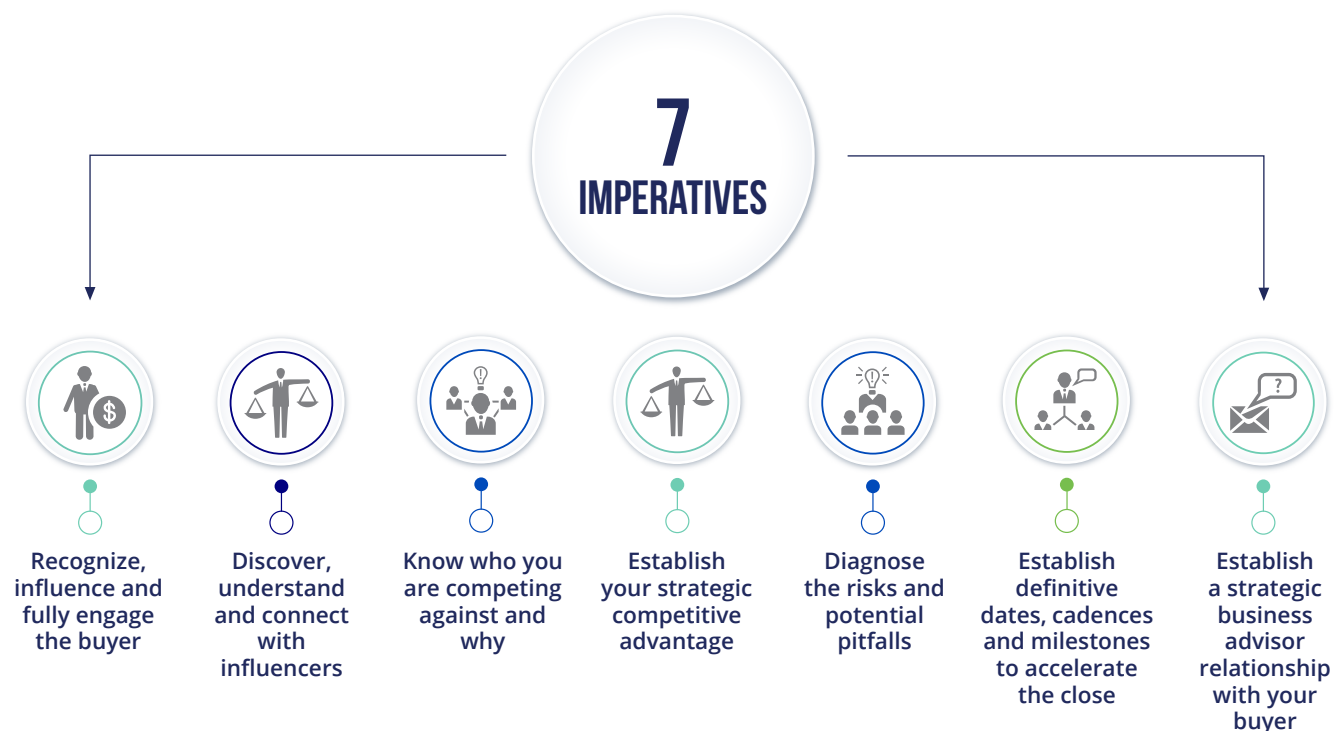 7
IMPERATIVES
$
?
Recognize,
influence and
fully engage
the buyer
Discover,
understand
and connect
with
influencers
Know who you
are competing
against and
why
Establish
your strategic
competitive
advantage
Diagnose
the risks and
potential
pitfalls
Establish
definitive
dates, cadences
and milestones
to accelerate
the close
Establish
a strategic
business
advisor
relationship
with your
buyer